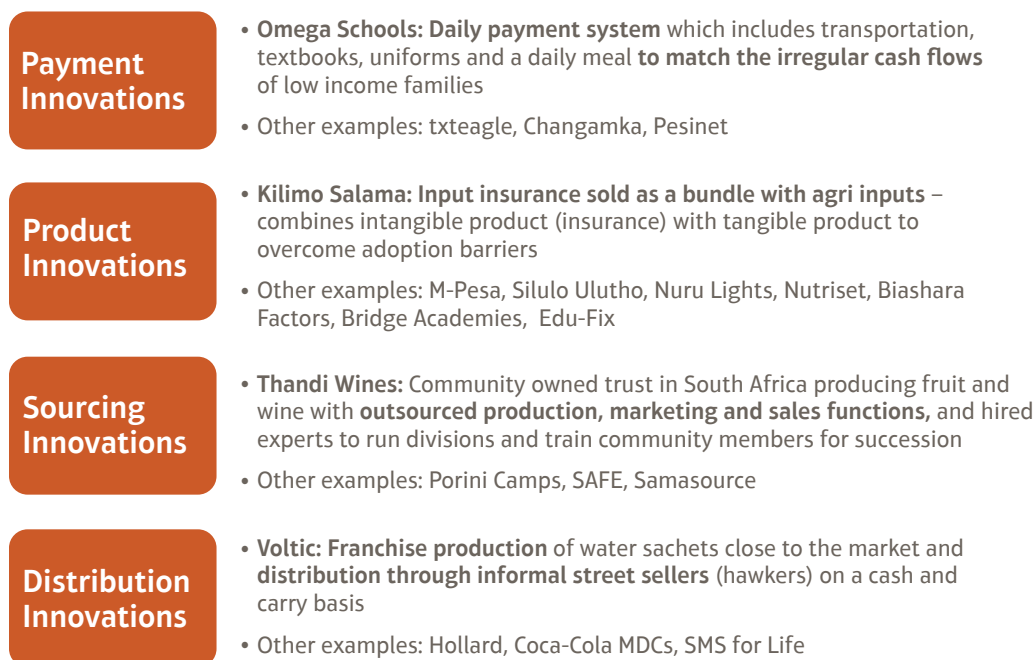 Payment
Innovations
• Omega Schools: Daily payment system which includes transportation,
textbooks, uniforms and a daily meal to match the irregular cash flows
of low income families
• Other examples: txteagle, Changamka, Pesinet
Product
Innovations
• Kilimo Salama: Input insurance sold as a bundle with agri inputs –
combines intangible product (insurance) with tangible product to
overcome adoption barriers
• Other examples: M-Pesa, Silulo Ulutho, Nuru Lights, Nutriset, Biashara
Factors, Bridge Academies, Edu-Fix
Sourcing
Innovations
• Thandi Wines: Community owned trust in South Africa producing fruit and
wine with outsourced production, marketing and sales functions, and hired
experts to run divisions and train community members for succession
• Other examples: Porini Camps, SAFE, Samasource
Distribution
Innovations
• Voltic: Franchise production of water sachets close to the market and
distribution through informal street sellers (hawkers) on a cash and
carry basis
• Other examples: Hollard, Coca-Cola MDCs, SMS for Life